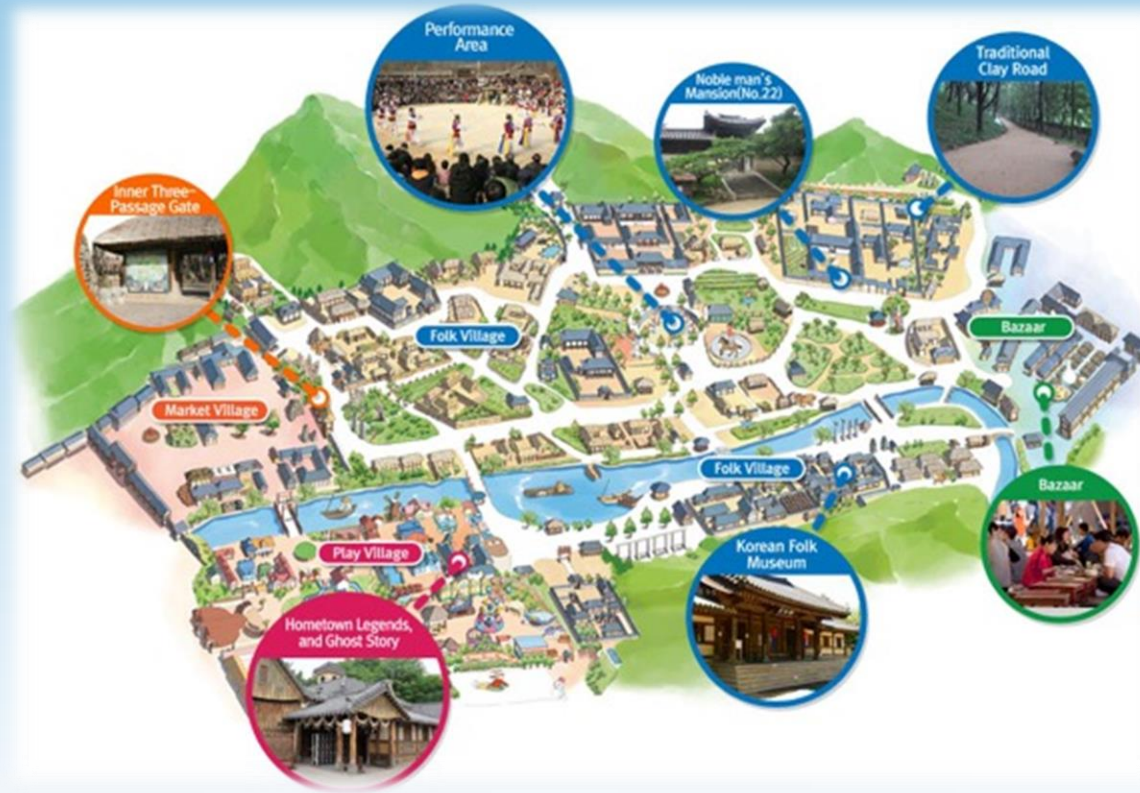 Performance
Area
Noble man's
Mansion(No.22)
Traditional
Clay Road
Inner Three-
Passage Gate
Folk Village
Bazaar
Market Village
Folk Village
Bazaar
Play Village
Korean Folk
Museum
Hometown Legends,
and Ghost Story